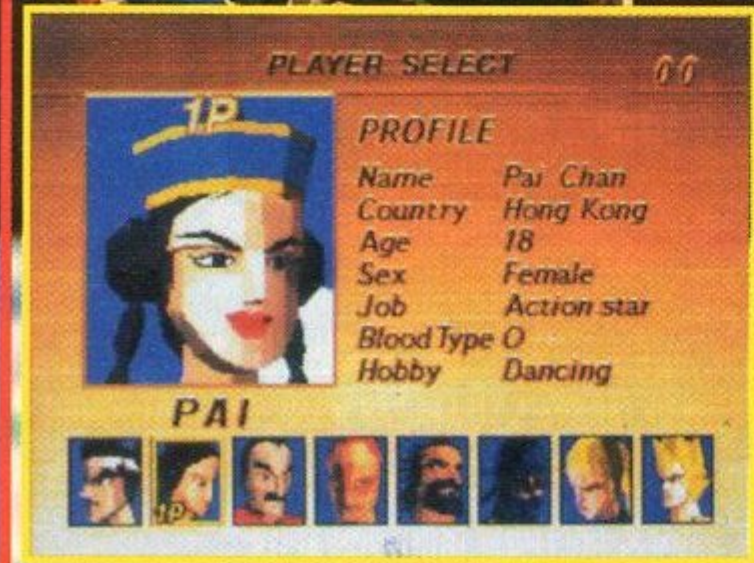 PLAYER SELECT 00
1P
PROFILE
Name Pai Chan
Country Hong Kong
Age 18
Sex Female
Job Action star
Blood Type O
Hobby Dancing
PAI
1P